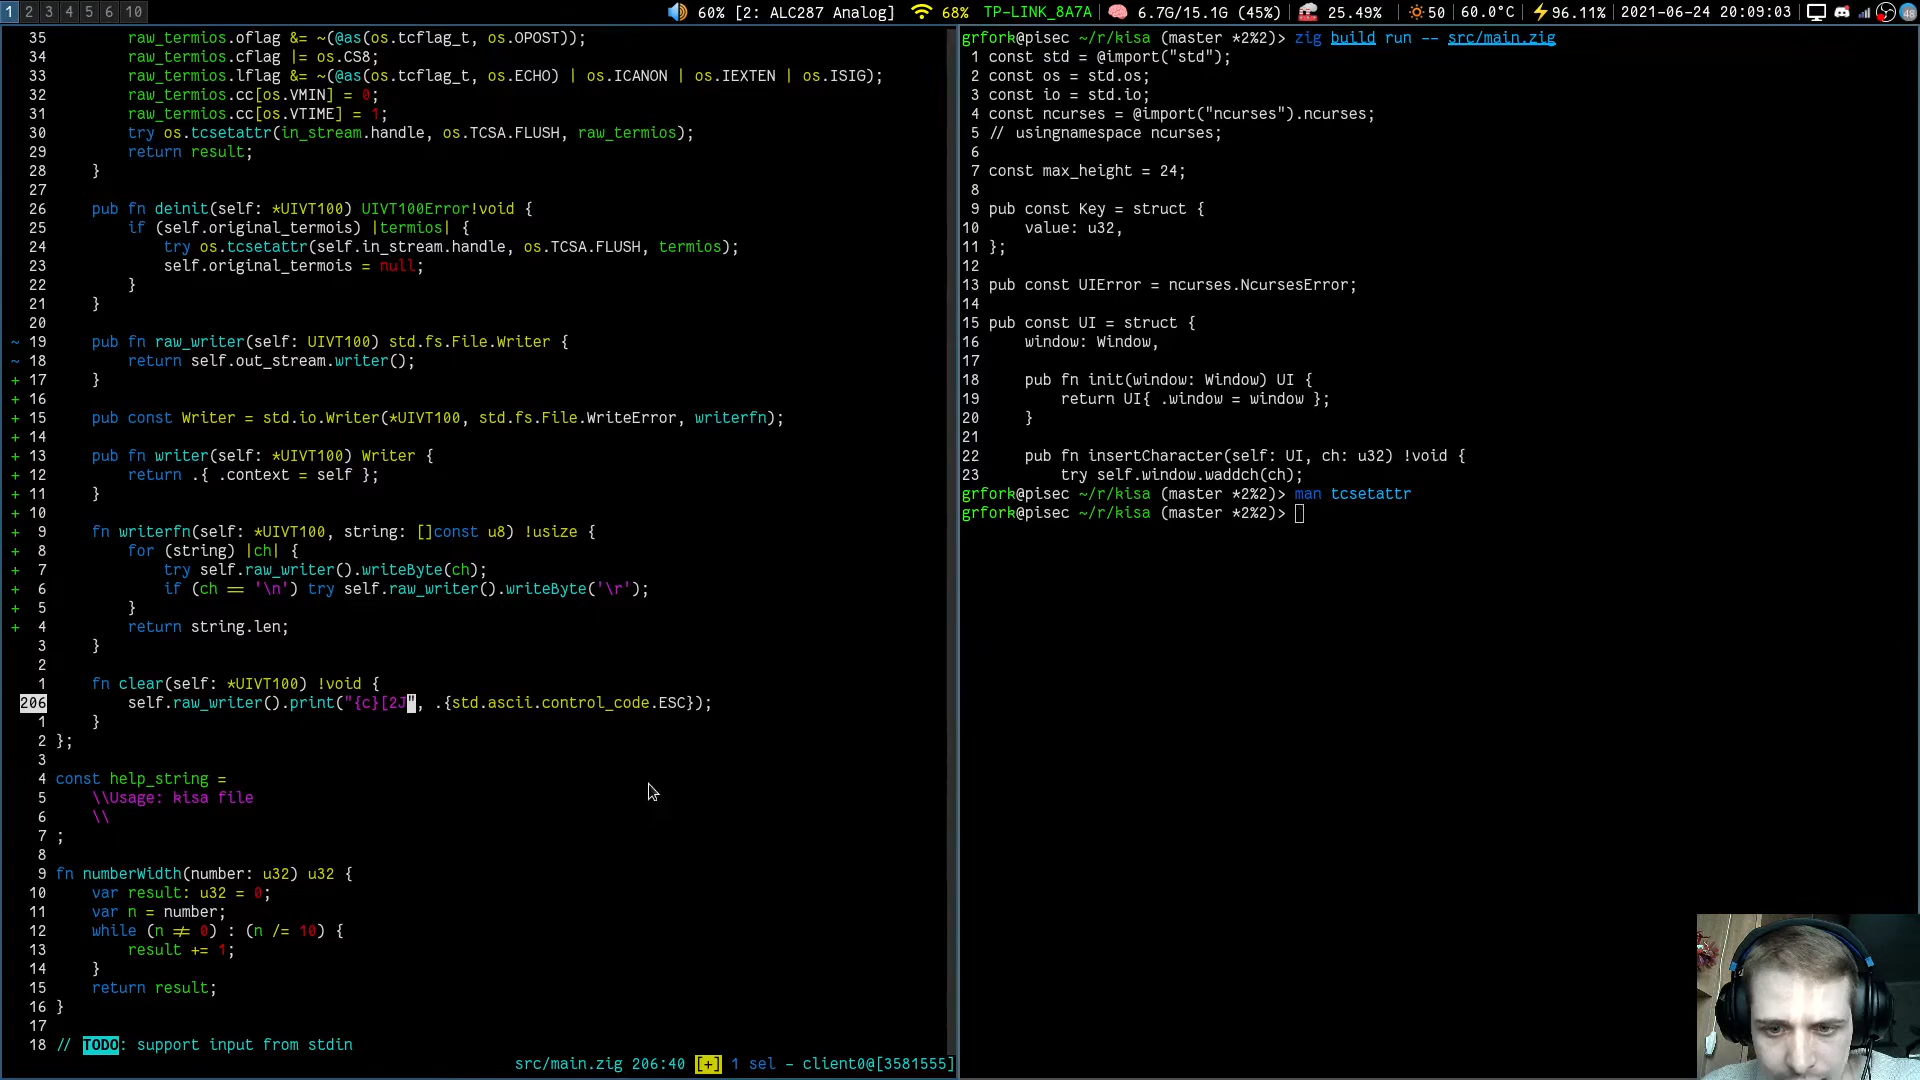 1 2 3 4 5 6 10 60% [2: ALC287 Analog] 68% TP-LINK_8A7A 6.7G/15.1G (45%) 25.49% 50 60.0°C 96.11% 2021-06-24 20:09:03 48
35 raw_termios.oflag &= ~(@as(os.tcflag_t, os.OPOST));
34 raw_termios.cflag |= os.CS8;
33 raw_termios.lflag &= ~(@as(os.tcflag_t, os.ECHO) | os.ICANON | os.IEXTEN | os.ISIG);
32 raw_termios.cc[os.VMIN] = 0;
31 raw_termios.cc[os.VTIME] = 1;
30 try os.tcsetattr(in_stream.handle, os.TCSA.FLUSH, raw_termios);
29 return result;
28 }
27
26 pub fn deinit(self: *UIVT100) UIVT100Error!void {
25 if (self.original_termois) |termios| {
24 try os.tcsetattr(self.in_stream.handle, os.TCSA.FLUSH, termios);
23 self.original_termois = null;
22 }
21 }
20
~ 19 pub fn raw_writer(self: UIVT100) std.fs.File.Writer {
~ 18 return self.out_stream.writer();
+ 17 }
+ 16
+ 15 pub const Writer = std.io.Writer(*UIVT100, std.fs.File.WriteError, writerfn);
+ 14
+ 13 pub fn writer(self: *UIVT100) Writer {
+ 12 return .{ .context = self };
+ 11 }
+ 10
+ 9 fn writerfn(self: *UIVT100, string: []const u8) !usize {
+ 8 for (string) |ch| {
+ 7 try self.raw_writer().writeByte(ch);
+ 6 if (ch == '\n') try self.raw_writer().writeByte('\r');
+ 5 }
+ 4 return string.len;
3 }
2
1 fn clear(self: *UIVT100) !void {
206 self.raw_writer().print("{c}[2J", .{std.ascii.control_code.ESC});
1 }
2 };
3
4 const help_string =
5 \\Usage: kisa file
6 \\
7 ;
8
9 fn numberWidth(number: u32) u32 {
10 var result: u32 = 0;
11 var n = number;
12 while (n != 0) : (n /= 10) {
13 result += 1;
14 }
15 return result;
16 }
17
18 // TODO: support input from stdin
src/main.zig 206:40 [+] 1 sel - client0@[3581555]
grfork@pisec ~/r/kisa (master *2%2)> zig build run -- src/main.zig
1 const std = @import("std");
2 const os = std.os;
3 const io = std.io;
4 const ncurses = @import("ncurses").ncurses;
5 // usingnamespace ncurses;
6
7 const max_height = 24;
8
9 pub const Key = struct {
10 value: u32,
11 };
12
13 pub const UIError = ncurses.NcursesError;
14
15 pub const UI = struct {
16 window: Window,
17
18 pub fn init(window: Window) UI {
19 return UI{ .window = window };
20 }
21
22 pub fn insertCharacter(self: UI, ch: u32) !void {
23 try self.window.waddch(ch);
grfork@pisec ~/r/kisa (master *2%2)> man tcsetattr
grfork@pisec ~/r/kisa (master *2%2)>